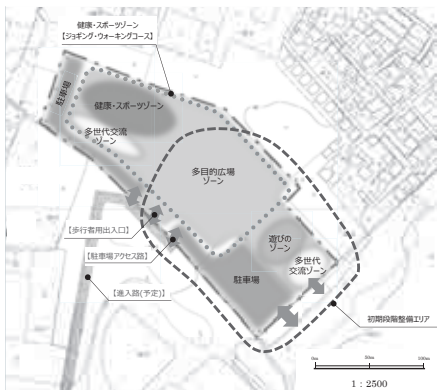 健康・スポーツゾーン
【ジョギング・ウォーキングコース】
駐車場
健康・スポーツゾーン
多世代交流
ゾーン
多目的広場
ゾーン
【歩行者用出入口】
遊びの
ゾーン
【駐車場アクセス路】
多世代
交流ゾーン
駐車場
【進入路(予定)】
初期段階整備エリア
0m 50m 100m
1:2500